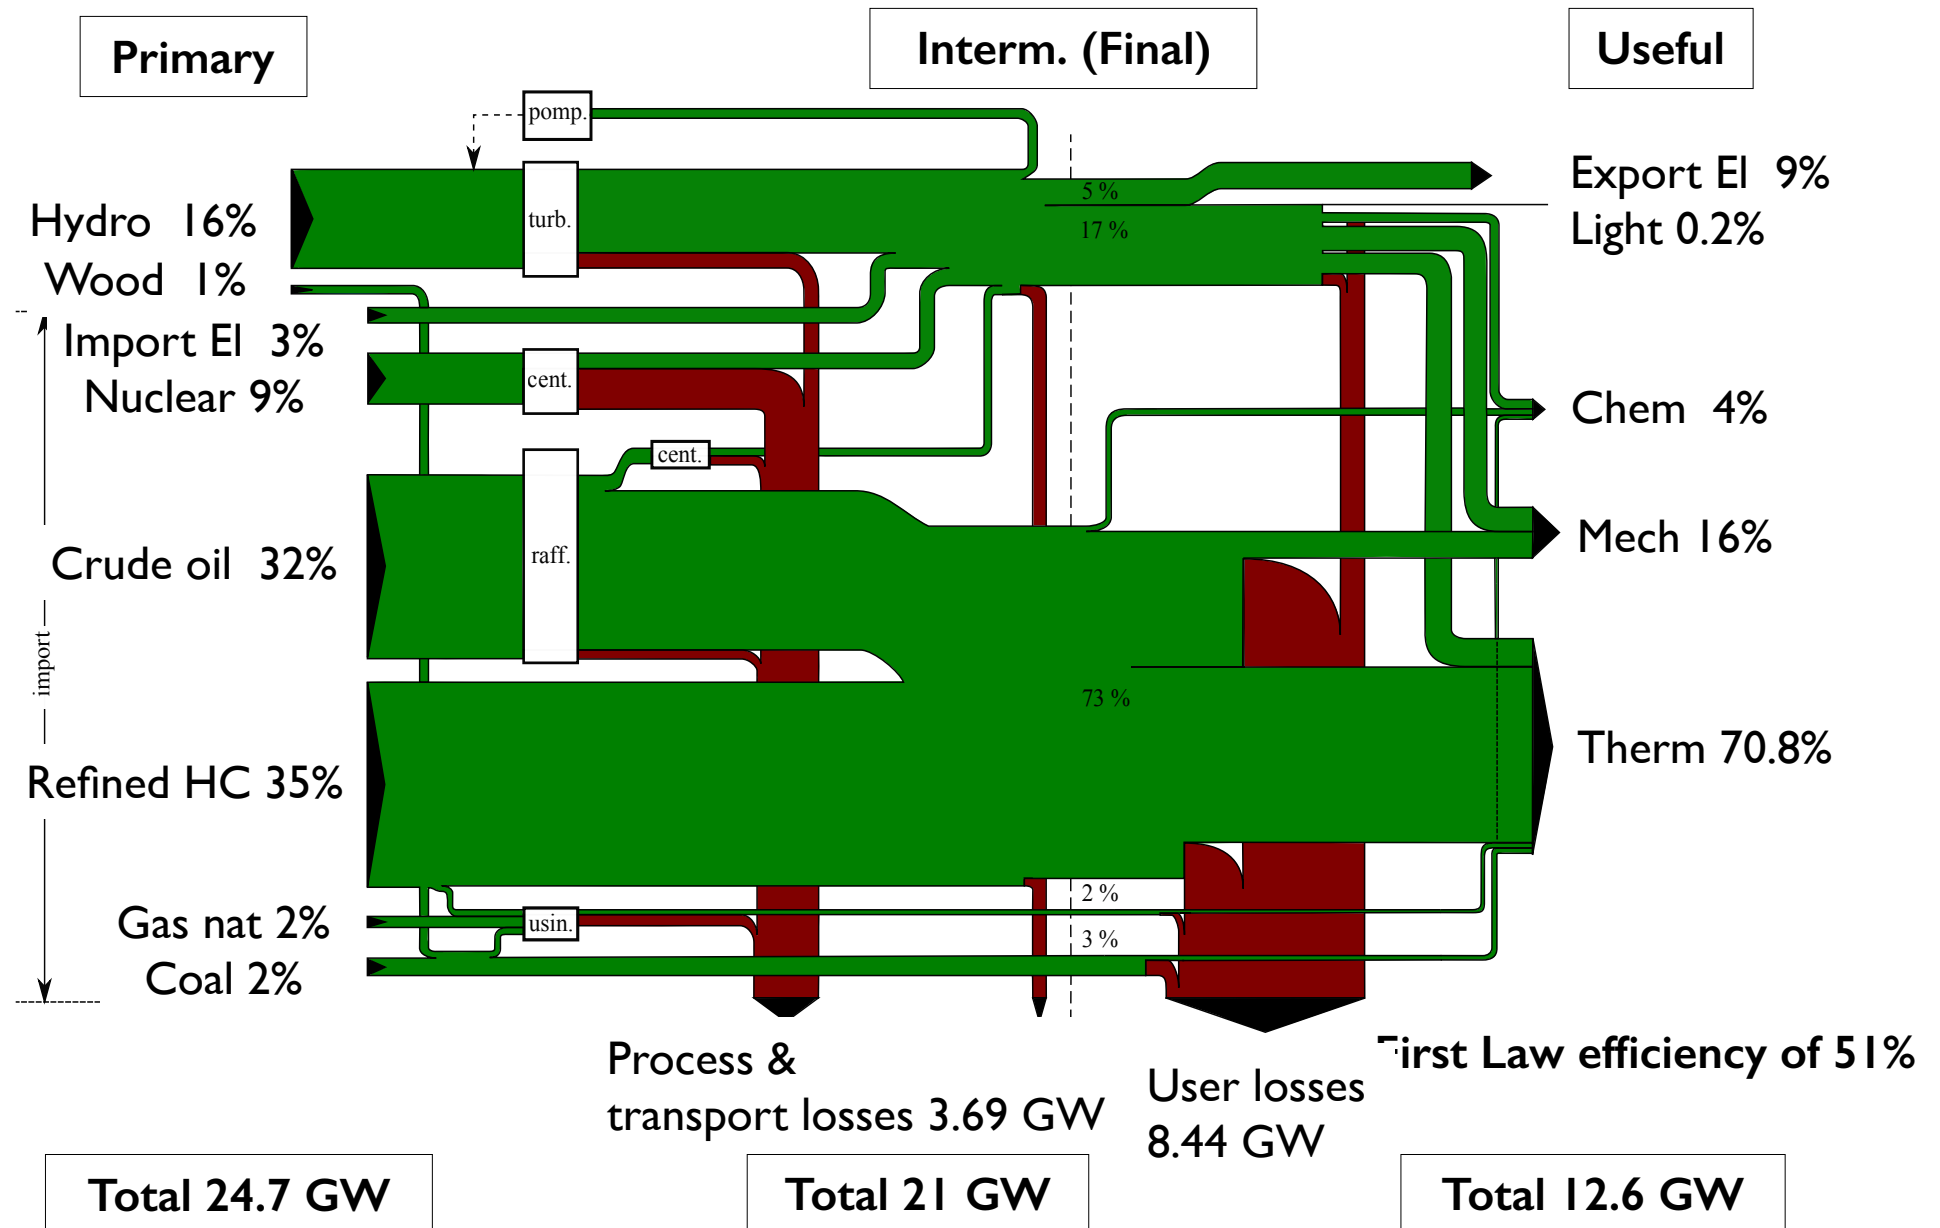 Primary
Interm. (Final)
Useful
pomp.
turb.
Hydro 16%
Wood 1%
Import El 3%
Nuclear 9%
cent.
cent.
raff.
Crude oil 32%
import
Refined HC 35%
Gas nat 2%
Coal 2%
usin.
5 %
17 %
73 %
2 %
3 %
Export El 9%
Light 0.2%
Chem 4%
Mech 16%
Therm 70.8%
Process &
transport losses 3.69 GW
User losses
8.44 GW
First Law efficiency of 51%
Total 24.7 GW
Total 21 GW
Total 12.6 GW